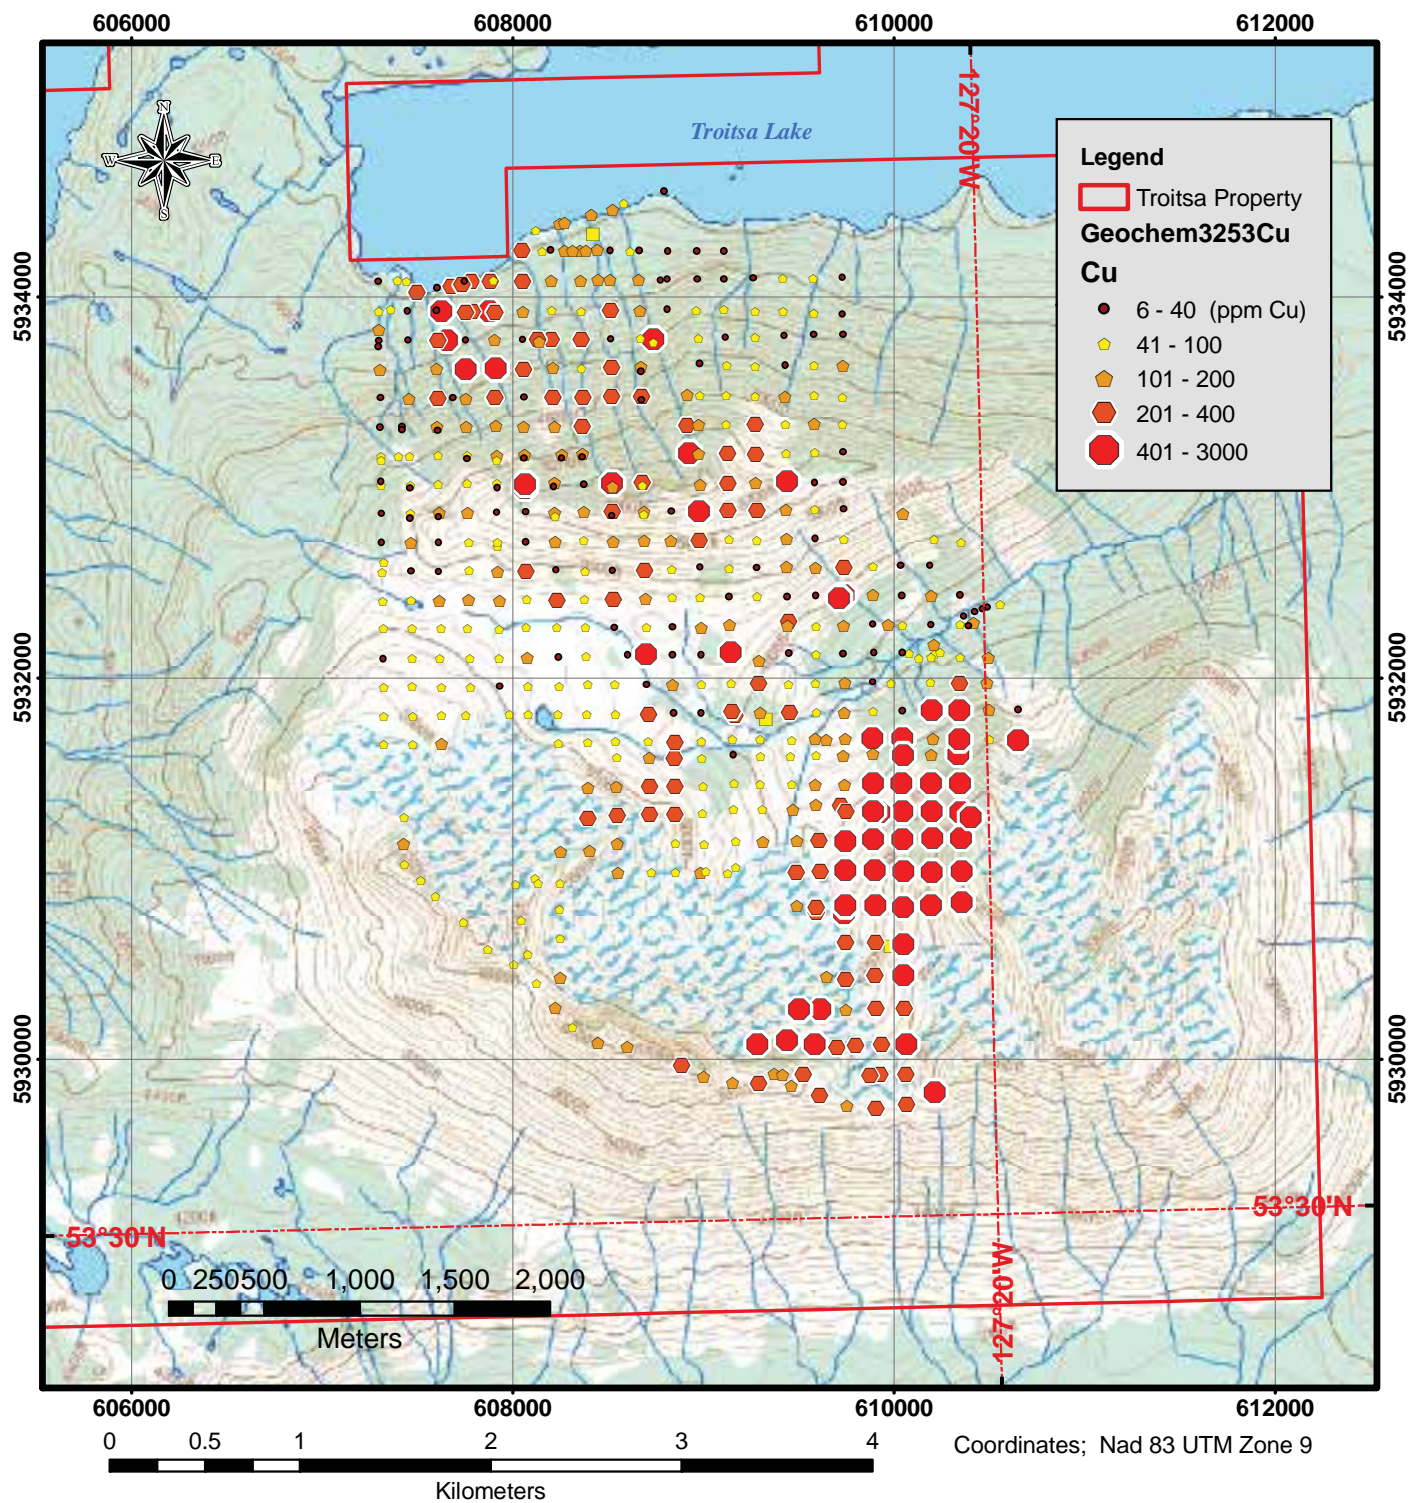 606000 608000 610000 612000
N
W E
S
Troitsa Lake
127°20'W
Legend
Troitsa Property
Geochem3253Cu
Cu
6 - 40 (ppm Cu)
41 - 100
101 - 200
201 - 400
401 - 3000
5934000 5934000
5932000 5932000
5930000 5930000
53°30'N 53°30'N
127°20'W
0 250500 1,000 1,500 2,000
Meters
606000 608000 610000 612000
0 0.5 1 2 3 4
Kilometers
Coordinates; Nad 83 UTM Zone 9